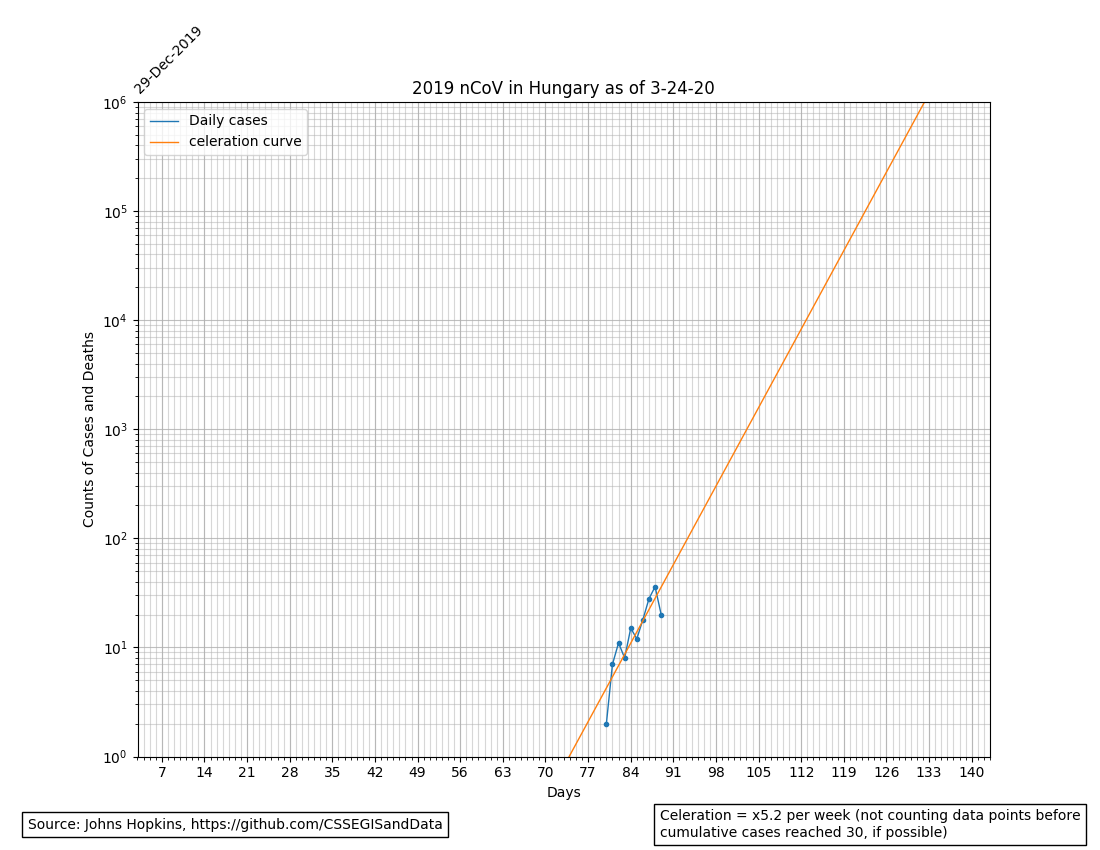 29-Dec-2019
2019 nCoV in Hungary as of 3-24-20
Daily cases
celeration curve
10^6
10^5
10^4
10^3
10^2
10^1
10^0
Counts of Cases and Deaths
7 14 21 28 35 42 49 56 63 70 77 84 91 98 105 112 119 126 133 140
Days
Source: Johns Hopkins, https://github.com/CSSEGISandData
Celeration = x5.2 per week (not counting data points before
cumulative cases reached 30, if possible)